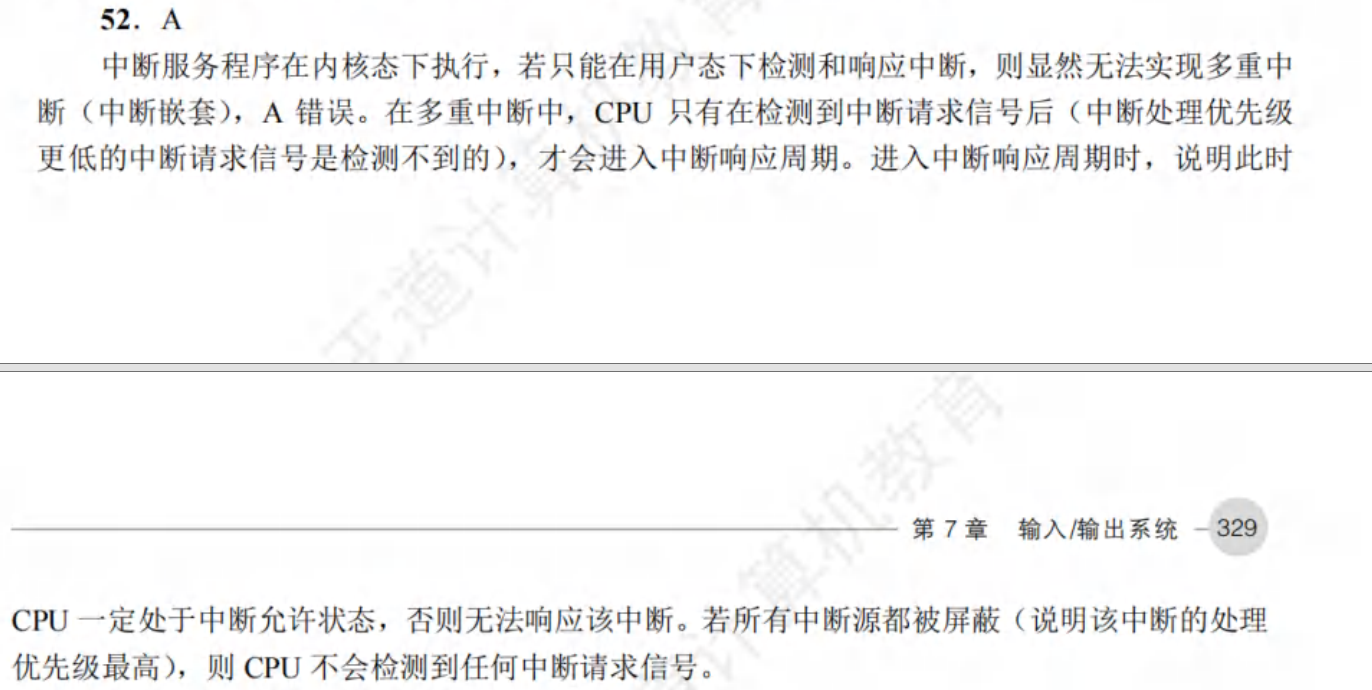 52．A
中断服务程序在内核态下执行，若只能在用户态下检测和响应中断，则显然无法实现多重中
断（中断嵌套），A 错误。在多重中断中，CPU 只有在检测到中断请求信号后（中断处理优先级
更低的中断请求信号是检测不到的），才会进入中断响应周期。进入中断响应周期时，说明此时
王道计算机教育
第 7 章　输入/输出系统
329
CPU 一定处于中断允许状态，否则无法响应该中断。若所有中断源都被屏蔽（说明该中断的处理
优先级最高），则 CPU 不会检测到任何中断请求信号。